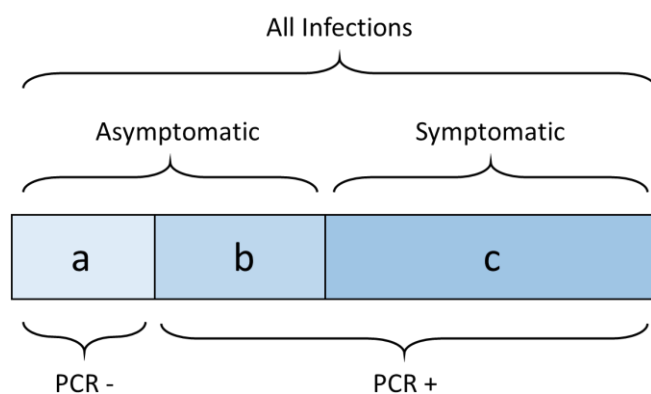 All Infections
Asymptomatic Symptomatic
a b c
PCR - PCR +